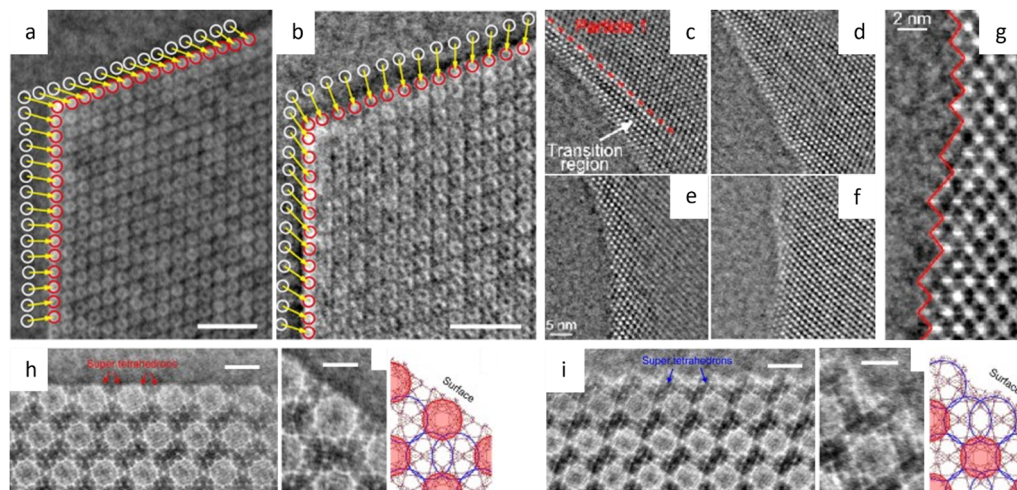 a
b
c
Particle 1
Transition
region
d
e
5 nm
f
2 nm
g
h
Super tetrahedrons
Surface
i
Super tetrahedrons
Surface